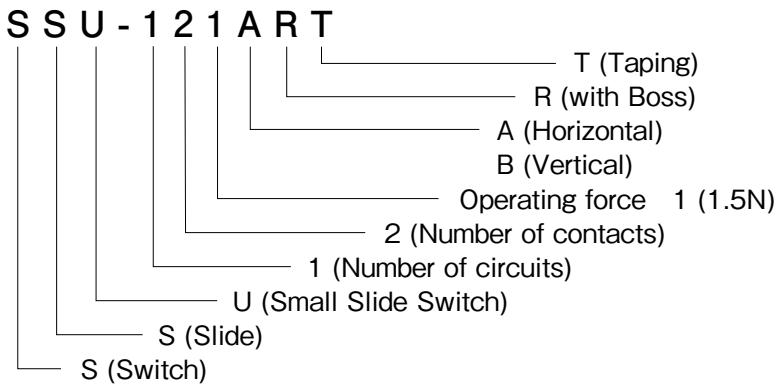 SSU-121ART
T (Taping)
R (with Boss)
A (Horizontal)
B (Vertical)
Operating force 1 (1.5N)
2 (Number of contacts)
1 (Number of circuits)
U (Small Slide Switch)
S (Slide)
S (Switch)